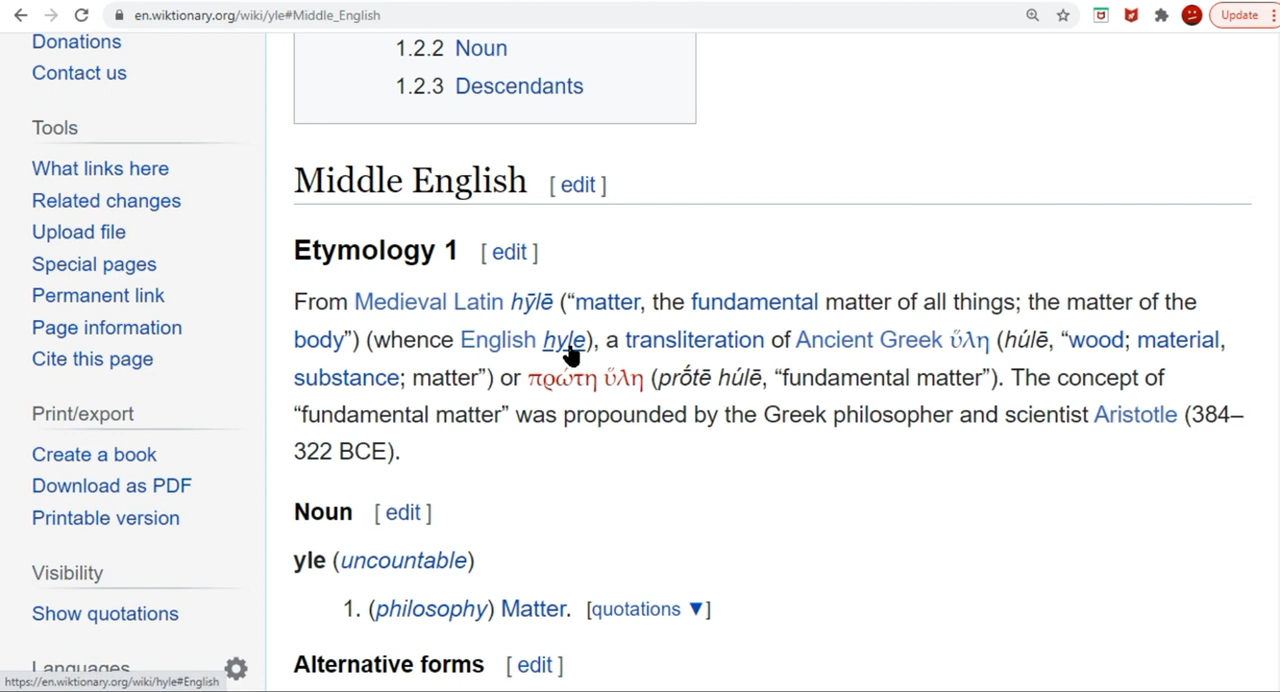 en.wiktionary.org/wiki/yle#Middle_English
Update
Donations
Contact us
Tools
What links here
Related changes
Upload file
Special pages
Permanent link
Page information
Cite this page
Print/export
Create a book
Download as PDF
Printable version
Visibility
Show quotations
Languages
1.2.2 Noun
1.2.3 Descendants
Middle English [ edit ]
Etymology 1 [ edit ]
From Medieval Latin hȳlē (“matter, the fundamental matter of all things; the matter of the
body”) (whence English hyle), a transliteration of Ancient Greek ὕλη (húlē, “wood; material,
substance; matter”) or πρώτη ὕλη (prṓtē húlē, “fundamental matter”). The concept of
“fundamental matter” was propounded by the Greek philosopher and scientist Aristotle (384–
322 BCE).
Noun [ edit ]
yle (uncountable)
1. (philosophy) Matter. [quotations ▼]
Alternative forms [ edit ]
https://en.wiktionary.org/wiki/hyle#English